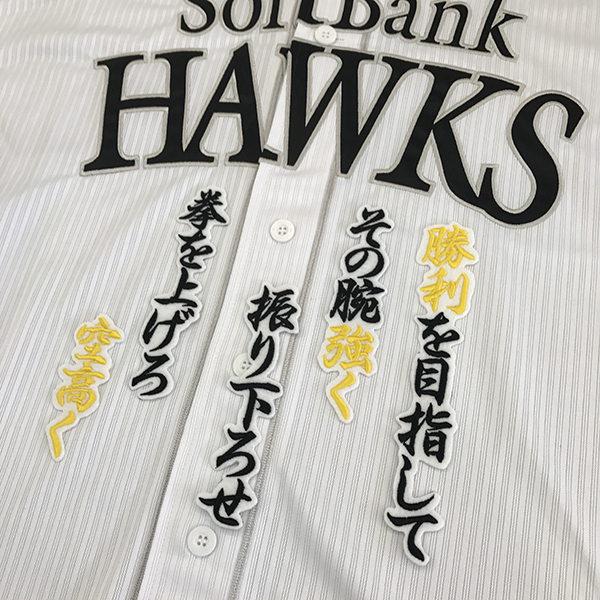 SoftBank
HAWKS
勝利を目指して
その腕強く
振り下ろせ
拳を上げろ
空高く